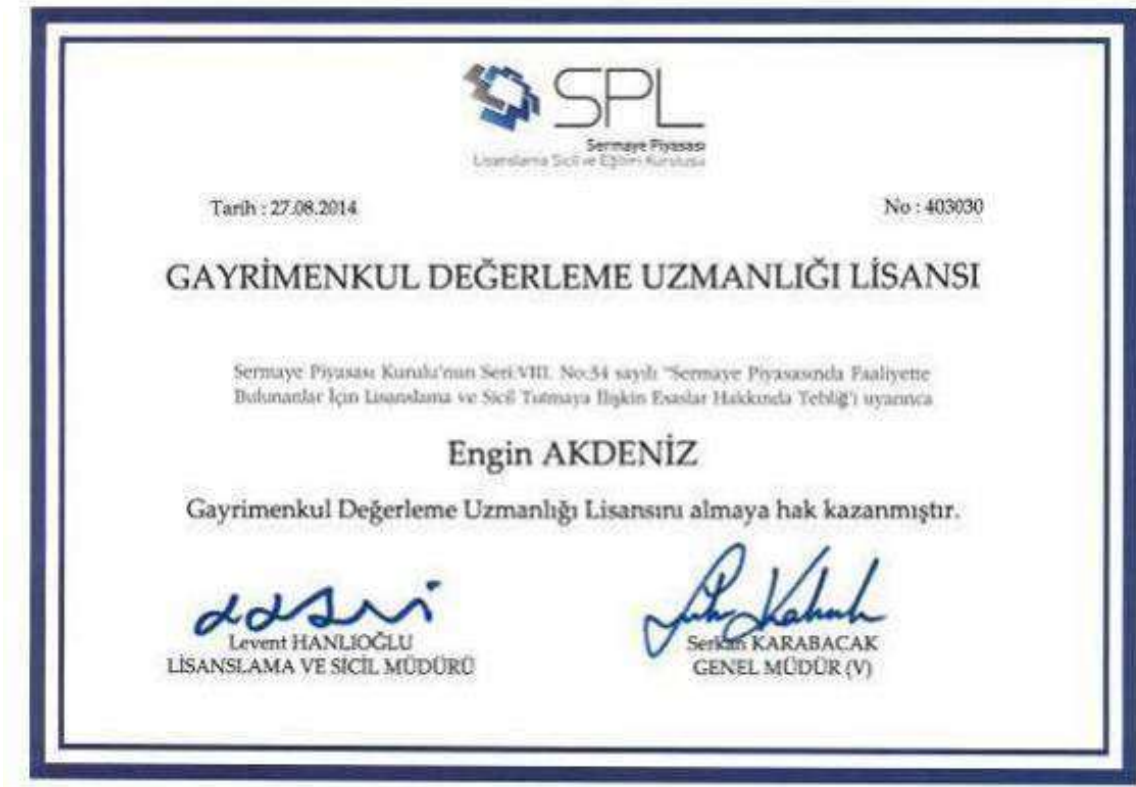 SPL
Sermaye Piyasası
Lisanslama Sicil ve Eğitim Kuruluşu
Tarih : 27.08.2014
No : 403030
GAYRİMENKUL DEĞERLEME UZMANLIĞI LİSANSI
Sermaye Piyasası Kurulu'nun Seri:VIII, No:34 sayılı "Sermaye Piyasasında Faaliyette
Bulunanlar İçin Lisanslama ve Sicil Tutmaya İlişkin Esaslar Hakkında Tebliğ"i uyarınca
Engin AKDENİZ
Gayrimenkul Değerleme Uzmanlığı Lisansını almaya hak kazanmıştır.
Levent HANLIOĞLU
LİSANSLAMA VE SİCİL MÜDÜRÜ
Serkan KARABACAK
GENEL MÜDÜR (V)